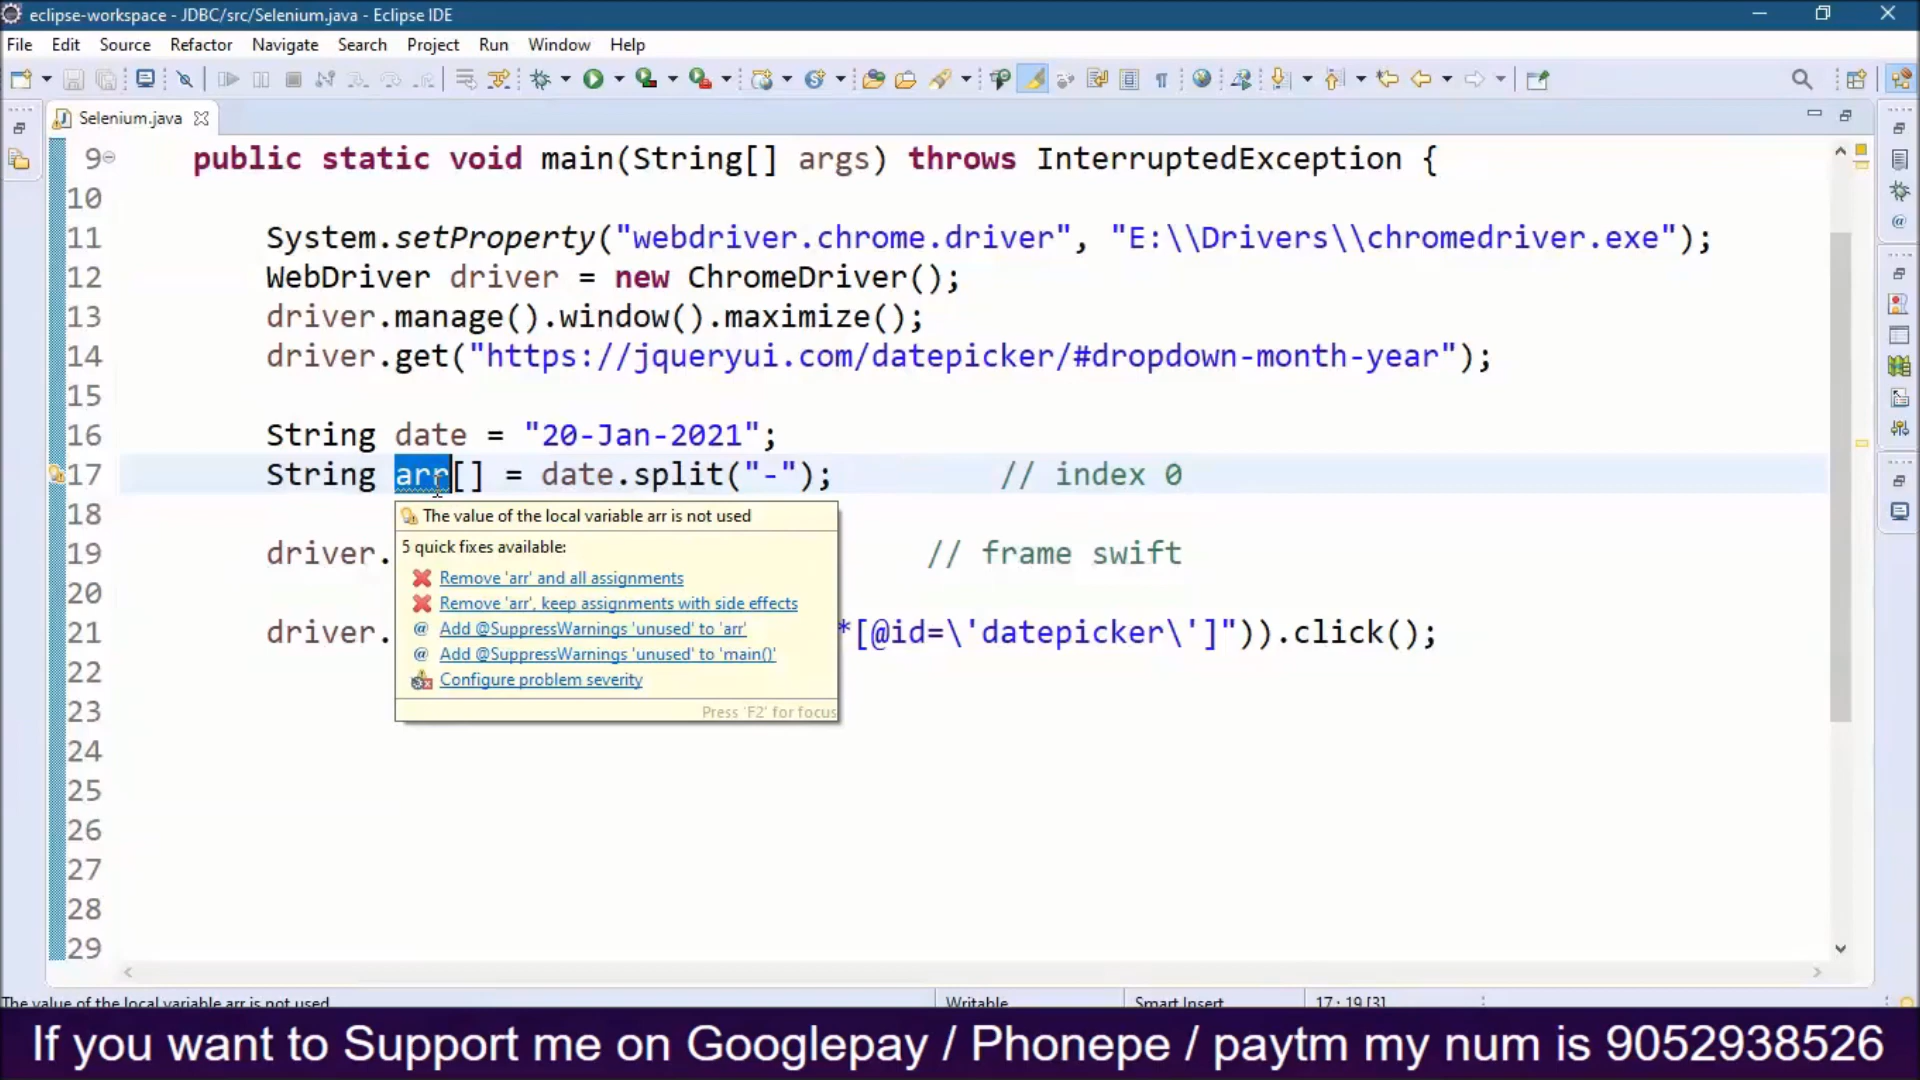 eclipse-workspace - JDBC/src/Selenium.java - Eclipse IDE
File Edit Source Refactor Navigate Search Project Run Window Help
Selenium.java
9 public static void main(String[] args) throws InterruptedException {
10
11 System.setProperty("webdriver.chrome.driver", "E:\\Drivers\\chromedriver.exe");
12 WebDriver driver = new ChromeDriver();
13 driver.manage().window().maximize();
14 driver.get("https://jqueryui.com/datepicker/#dropdown-month-year");
15
16 String date = "20-Jan-2021";
17 String arr[] = date.split("-"); // index 0
18
The value of the local variable arr is not used
5 quick fixes available:
Remove 'arr' and all assignments
Remove 'arr', keep assignments with side effects
Add @SuppressWarnings 'unused' to 'arr'
Add @SuppressWarnings 'unused' to 'main()'
Configure problem severity
Press 'F2' for focus
19 driver. // frame swift
20
21 driver. *[@id=\'datepicker\']")).click();
22
23
24
25
26
27
28
29
The value of the local variable arr is not used Writable Smart Insert 17 : 19 [3]
If you want to Support me on Googlepay / Phonepe / paytm my num is 9052938526